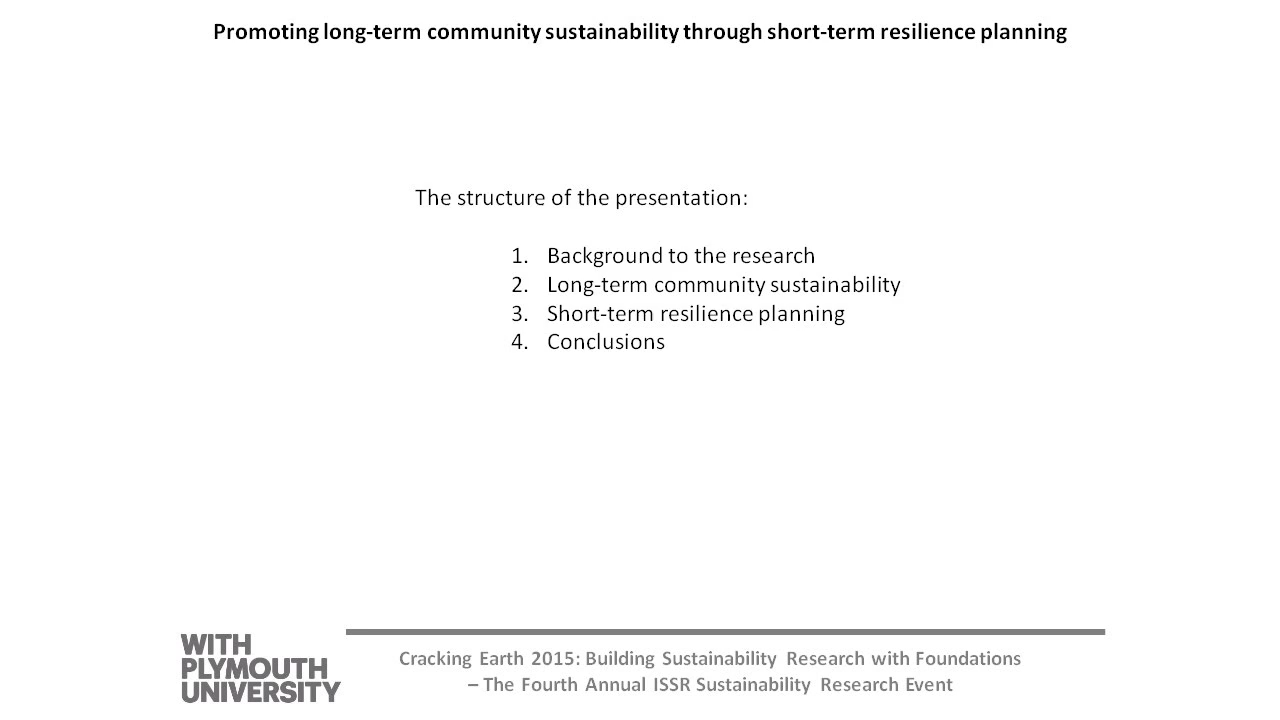 Promoting long-term community sustainability through short-term resilience planning
The structure of the presentation:
1. Background to the research
2. Long-term community sustainability
3. Short-term resilience planning
4. Conclusions
WITH
PLYMOUTH
UNIVERSITY
Cracking Earth 2015: Building Sustainability Research with Foundations
– The Fourth Annual ISSR Sustainability Research Event